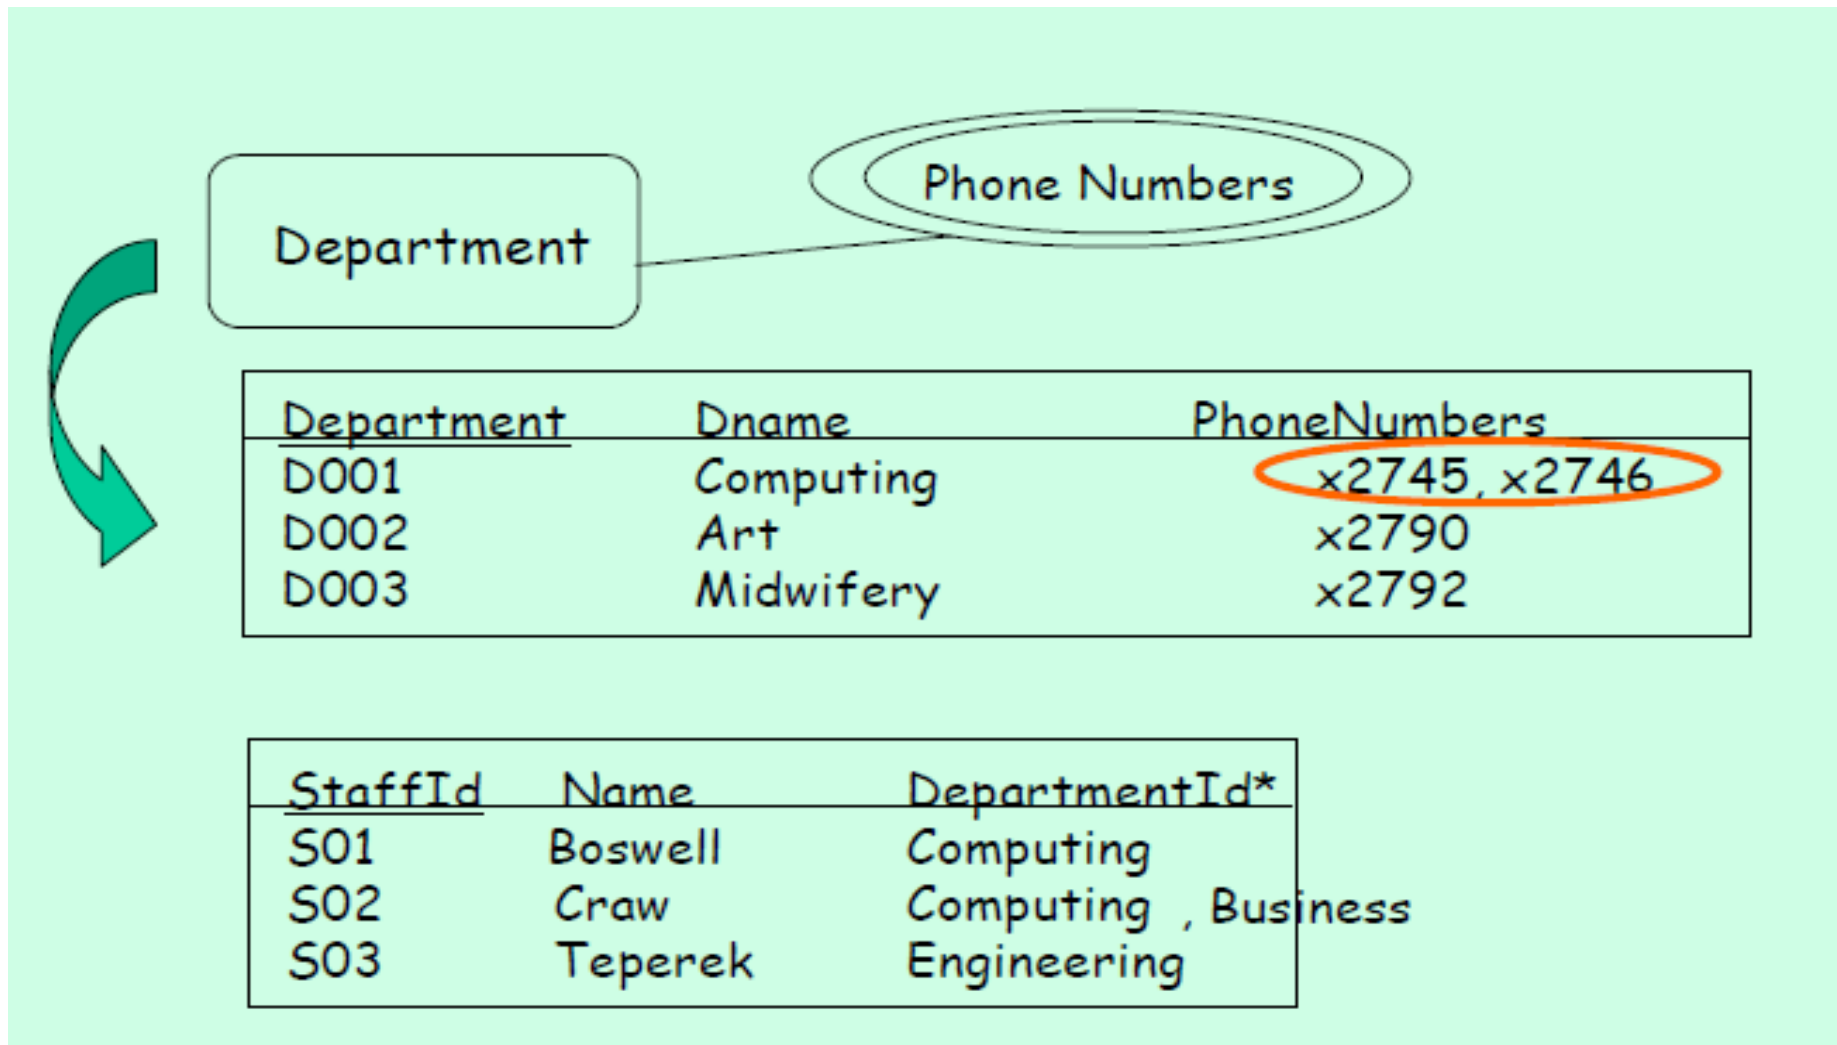 Phone Numbers
Department
Department Dname PhoneNumbers
D001 Computing x2745, x2746
D002 Art x2790
D003 Midwifery x2792
StaffId Name DepartmentId*
S01 Boswell Computing
S02 Craw Computing , Business
S03 Teperek Engineering